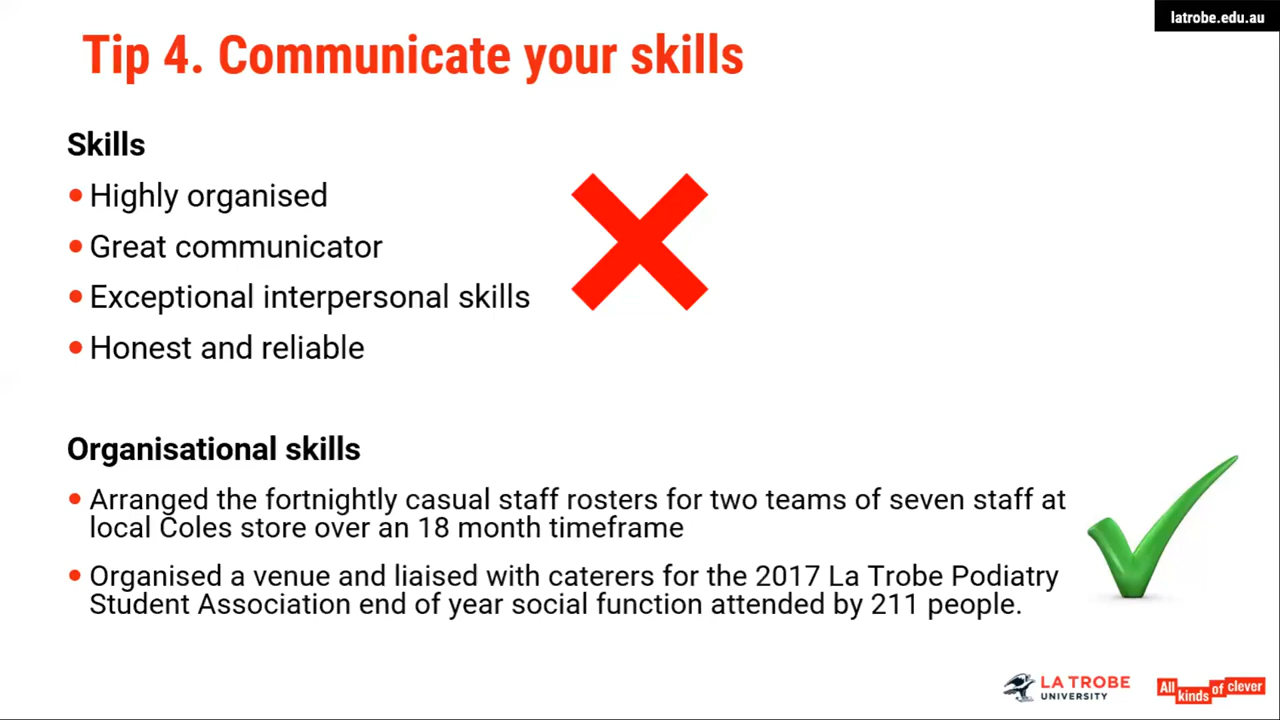 latrobe.edu.au
Tip 4. Communicate your skills
Skills
Highly organised
Great communicator
Exceptional interpersonal skills
Honest and reliable
Organisational skills
Arranged the fortnightly casual staff rosters for two teams of seven staff at
local Coles store over an 18 month timeframe
Organised a venue and liaised with caterers for the 2017 La Trobe Podiatry
Student Association end of year social function attended by 211 people.
LA TROBE
UNIVERSITY
All kinds of clever